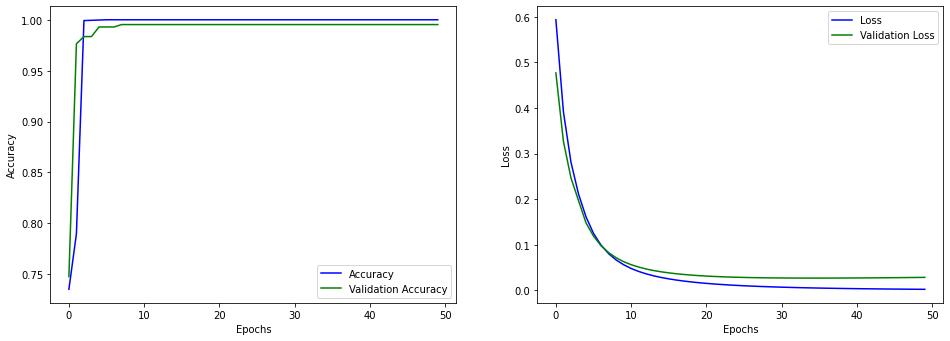 1.00
0.95
0.90
0.85
0.80
0.75
Accuracy
0 10 20 30 40 50
Epochs
Accuracy
Validation Accuracy
0.6
0.5
0.4
0.3
0.2
0.1
0.0
Loss
0 10 20 30 40 50
Epochs
Loss
Validation Loss